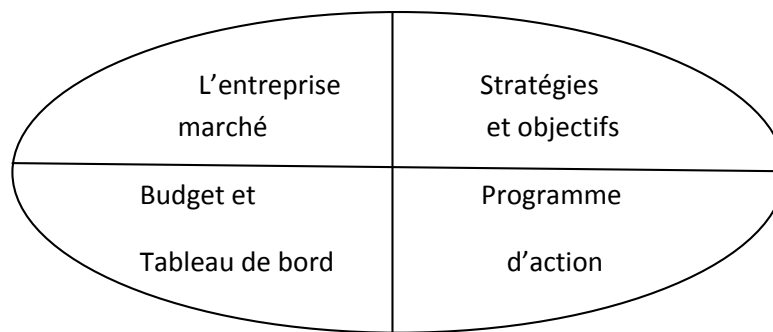 L’entreprise
marché
Stratégies
et objectifs
Budget et
Tableau de bord
Programme
d’action